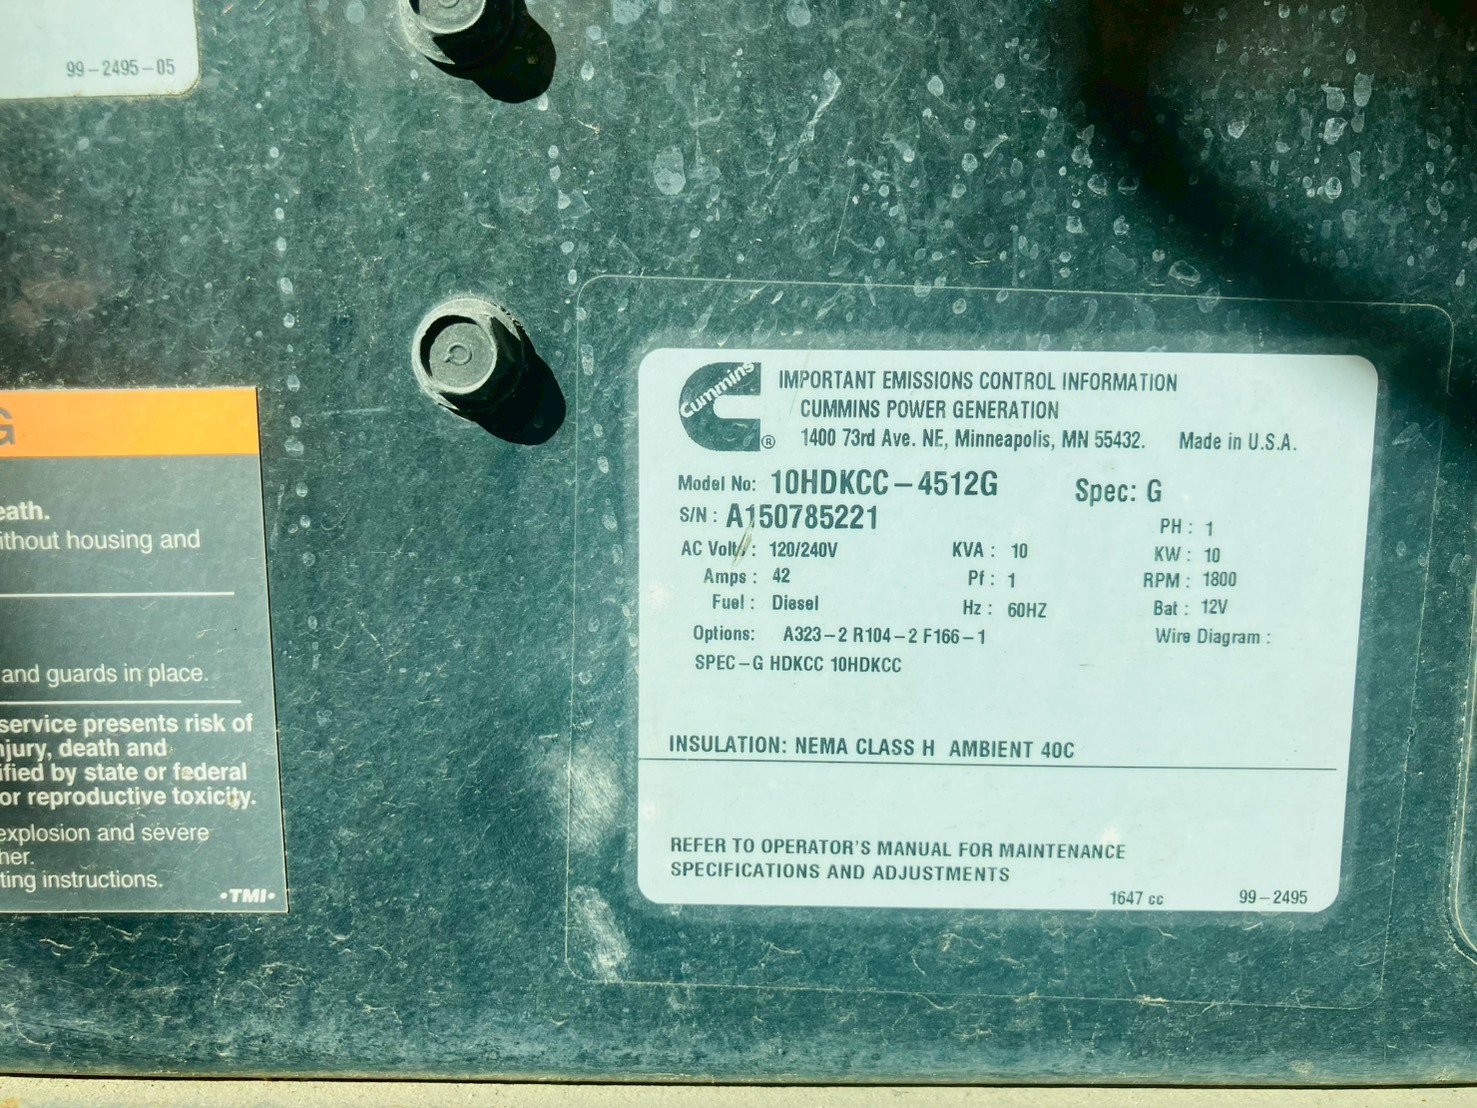 99-2495-05
G
eath.
ithout housing and
and guards in place.
service presents risk of
njury, death and
ified by state or federal
or reproductive toxicity.
explosion and severe
her.
ting instructions.
•TMI•
Cummins
®
IMPORTANT EMISSIONS CONTROL INFORMATION
CUMMINS POWER GENERATION
1400 73rd Ave. NE, Minneapolis, MN 55432. Made in U.S.A.
Model No: 10HDKCC-4512G Spec: G
S/N: A150785221 PH: 1
AC Volts: 120/240V KVA: 10 KW: 10
Amps: 42 Pf: 1 RPM: 1800
Fuel: Diesel Hz: 60HZ Bat: 12V
Options: A323-2 R104-2 F166-1 Wire Diagram:
SPEC-G HDKCC 10HDKCC
INSULATION: NEMA CLASS H AMBIENT 40C
REFER TO OPERATOR'S MANUAL FOR MAINTENANCE
SPECIFICATIONS AND ADJUSTMENTS
1647 cc 99-2495